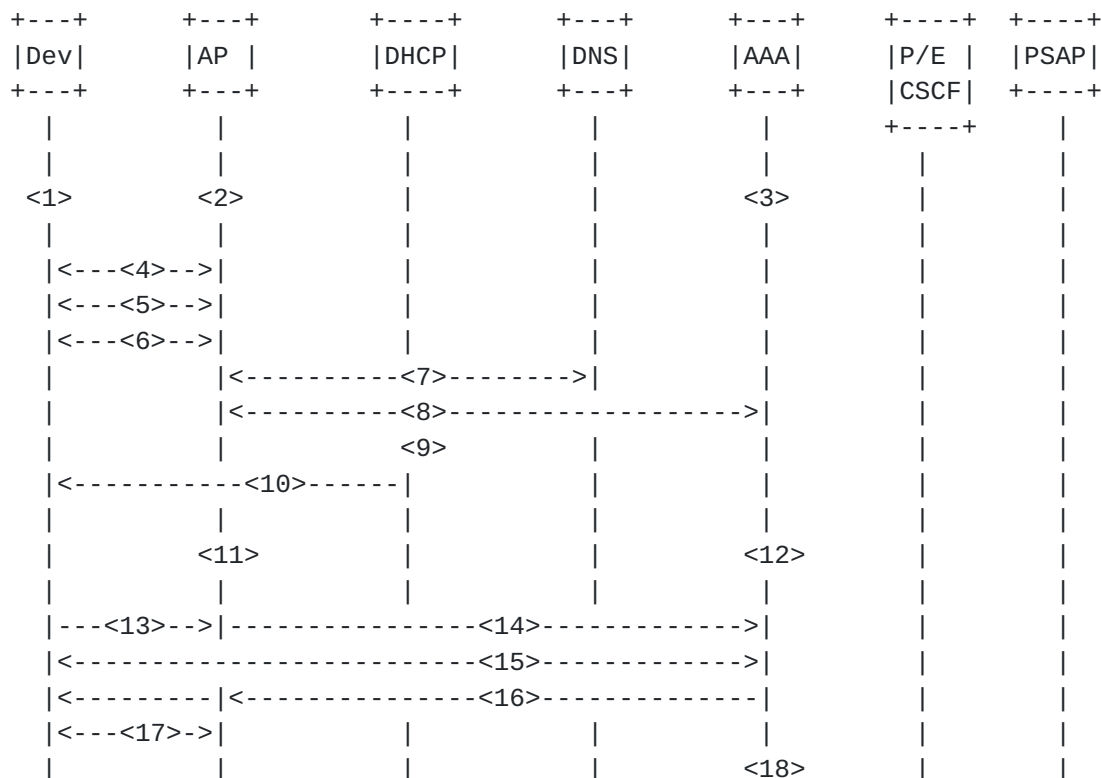 +---+      +---+       +----+      +---+      +---+     +----+  +----+
|Dev|      |AP |       |DHCP|      |DNS|      |AAA|     |P/E |  |PSAP|
+---+      +---+       +----+      +---+      +---+     |CSCF|  +----+
  |          |           |           |          |       +----+     |
  |          |           |           |          |         |        |
 <1>        <2>          |           |         <3>        |        |
  |          |           |           |          |         |        |
  |<---<4>-->|           |           |          |         |        |
  |<---<5>-->|           |           |          |         |        |
  |<---<6>-->|           |           |          |         |        |
  |          |<----------<7>-------->|          |         |        |
  |          |<----------<8>------------------->|         |        |
  |          |          <9>          |          |         |        |
  |<-----------<10>------|           |          |         |        |
  |          |           |           |          |         |        |
  |         <11>         |           |         <12>       |        |
  |          |           |           |          |         |        |
  |---<13>-->|----------------<14>------------->|         |        |
  |<--------------------------<15>------------->|         |        |
  |<---------|<---------------<16>--------------|         |        |
  |<---<17>->|           |           |          |         |        |
  |          |           |           |         <18>       |        |